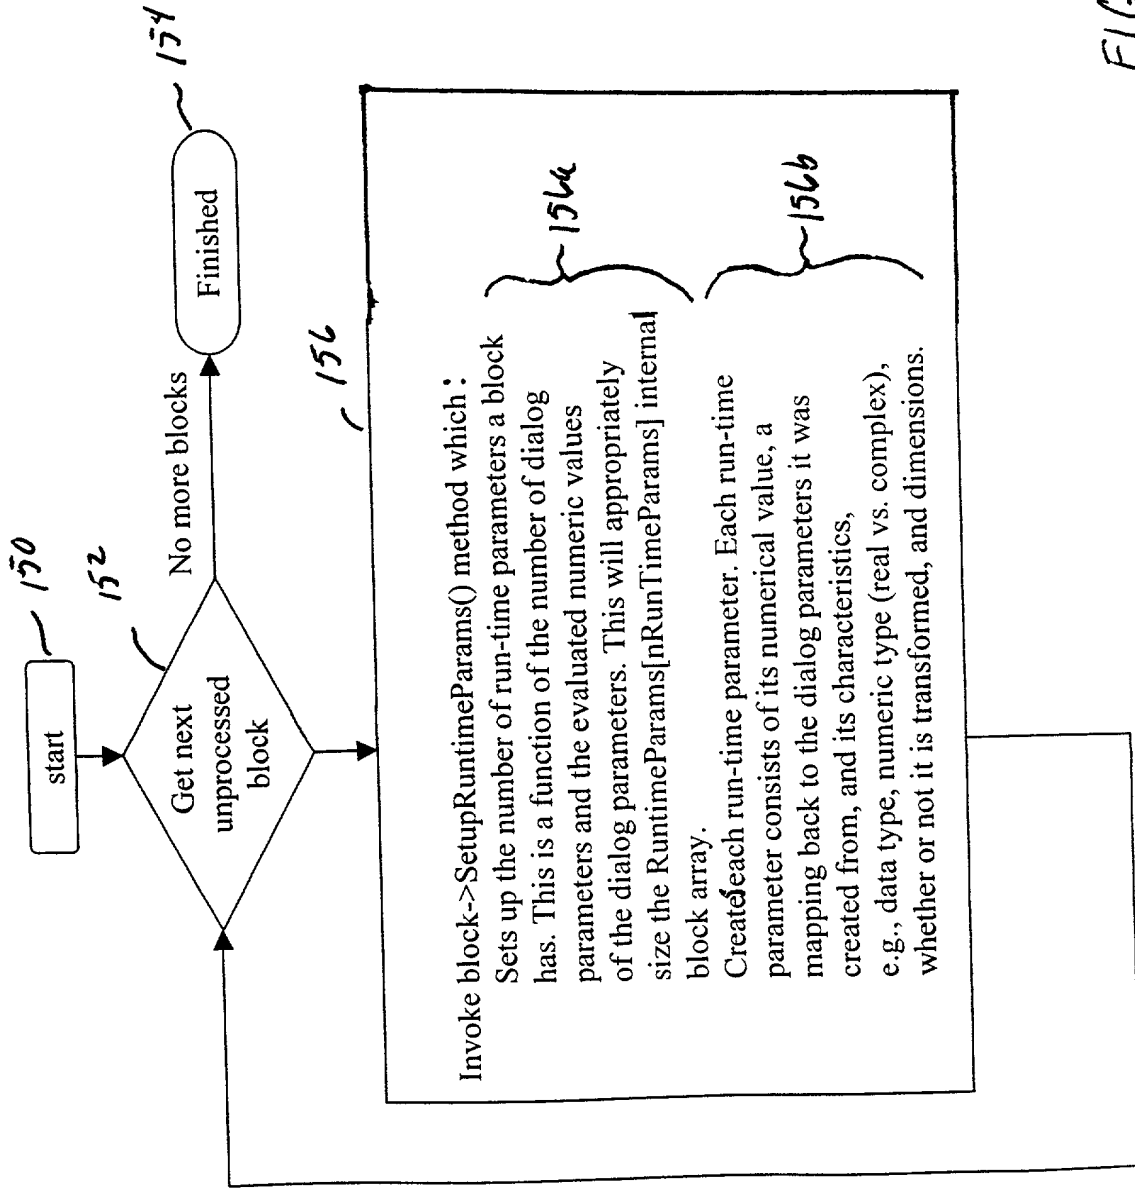 150
start
152
Get next
unprocessed
block
No more blocks
Finished
154
156
Invoke block->SetupRuntimeParams() method which :
Sets up the number of run-time parameters a block
has. This is a function of the number of dialog
parameters and the evaluated numeric values
of the dialog parameters. This will appropriately
size the RuntimeParams[nRunTimeParams] internal
block array.
156a
Creates each run-time parameter. Each run-time
parameter consists of its numerical value, a
mapping back to the dialog parameters it was
created from, and its characteristics,
e.g., data type, numeric type (real vs. complex),
whether or not it is transformed, and dimensions.
156b